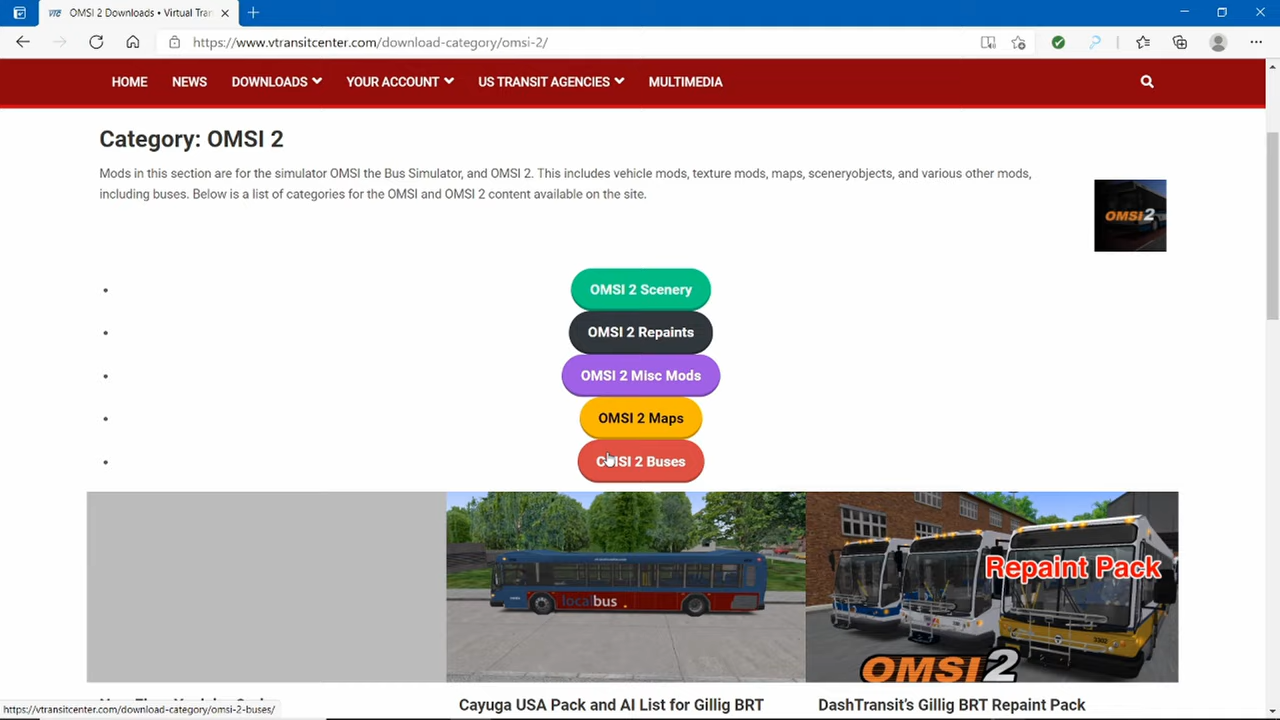 OMSI 2 Downloads • Virtual Tran
https://www.vtransitcenter.com/download-category/omsi-2/
HOME NEWS DOWNLOADS YOUR ACCOUNT US TRANSIT AGENCIES MULTIMEDIA
Category: OMSI 2
Mods in this section are for the simulator OMSI the Bus Simulator, and OMSI 2. This includes vehicle mods, texture mods, maps, sceneryobjects, and various other mods,
including buses. Below is a list of categories for the OMSI and OMSI 2 content available on the site.
OMSI 2
OMSI 2 Scenery
OMSI 2 Repaints
OMSI 2 Misc Mods
OMSI 2 Maps
OMSI 2 Buses
localbus
Repaint Pack
3302
OMSI 2
Cayuga USA Pack and AI List for Gillig BRT
DashTransit's Gillig BRT Repaint Pack
https://vtransitcenter.com/download-category/omsi-2-buses/